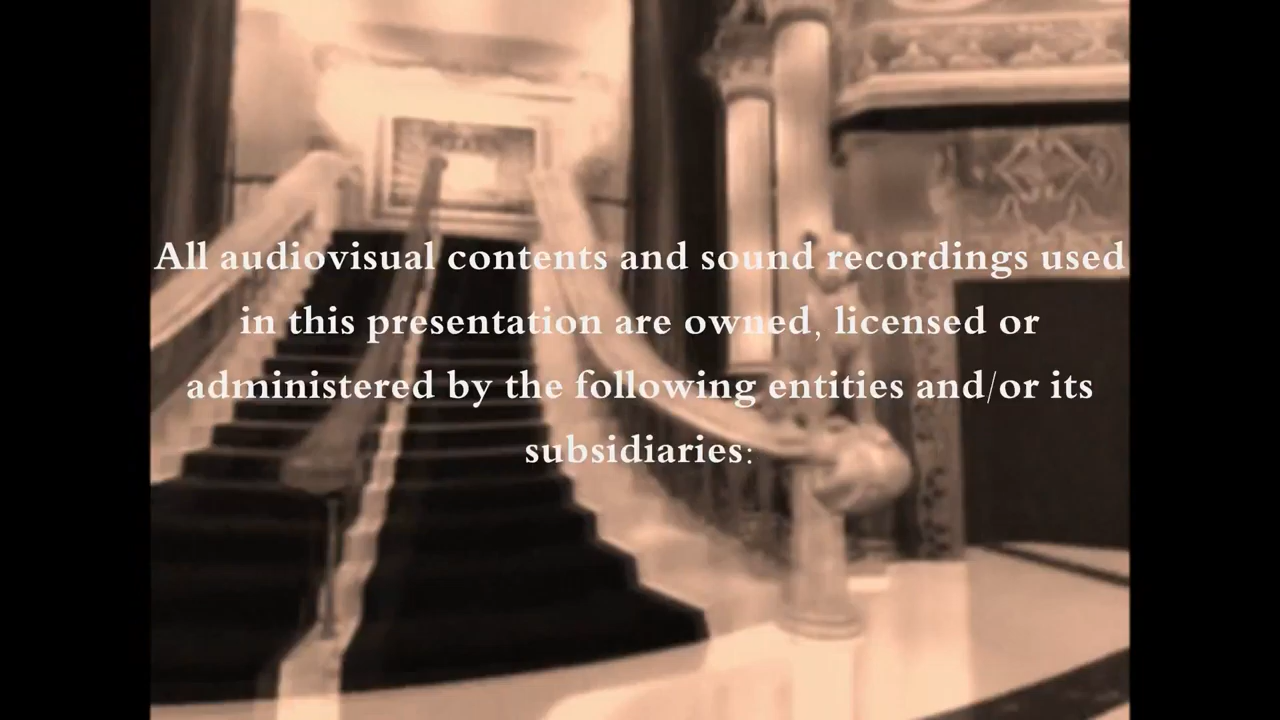 All audiovisual contents and sound recordings used
in this presentation are owned, licensed or
administered by the following entities and/or its
subsidiaries: